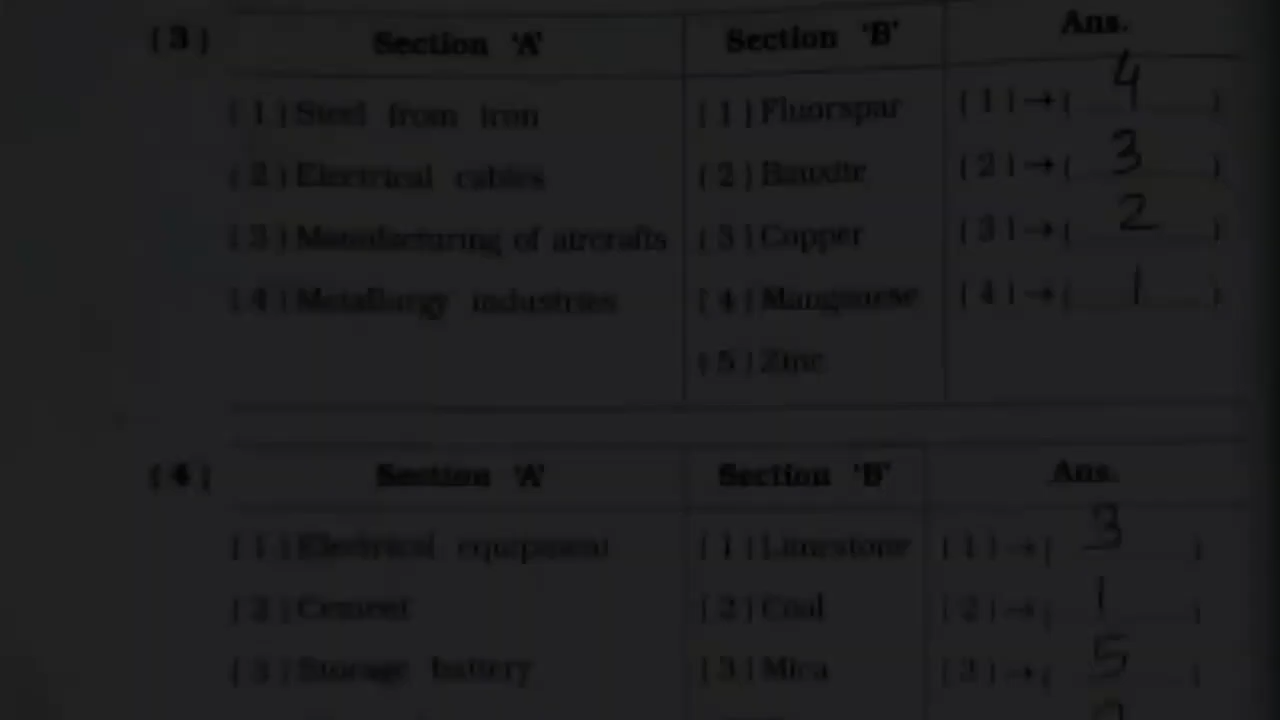 ( 3 ) Section 'A' Section 'B' Ans.
( 1 ) Steel from iron ( 1 ) Fluorspar ( 1 ) → ( 4 )
( 2 ) Electrical cables ( 2 ) Bauxite ( 2 ) → ( 3 )
( 3 ) Manufacturing of aircrafts ( 3 ) Copper ( 3 ) → ( 2 )
( 4 ) Metallurgy industries ( 4 ) Manganese ( 4 ) → ( 1 )
( 5 ) Zinc
( 4 ) Section 'A' Section 'B' Ans.
( 1 ) Electrical equipment ( 1 ) Limestone ( 1 ) → ( 3 )
( 2 ) Cement ( 2 ) Coal ( 2 ) → ( 1 )
( 3 ) Storage battery ( 3 ) Mica ( 3 ) → ( 5 )